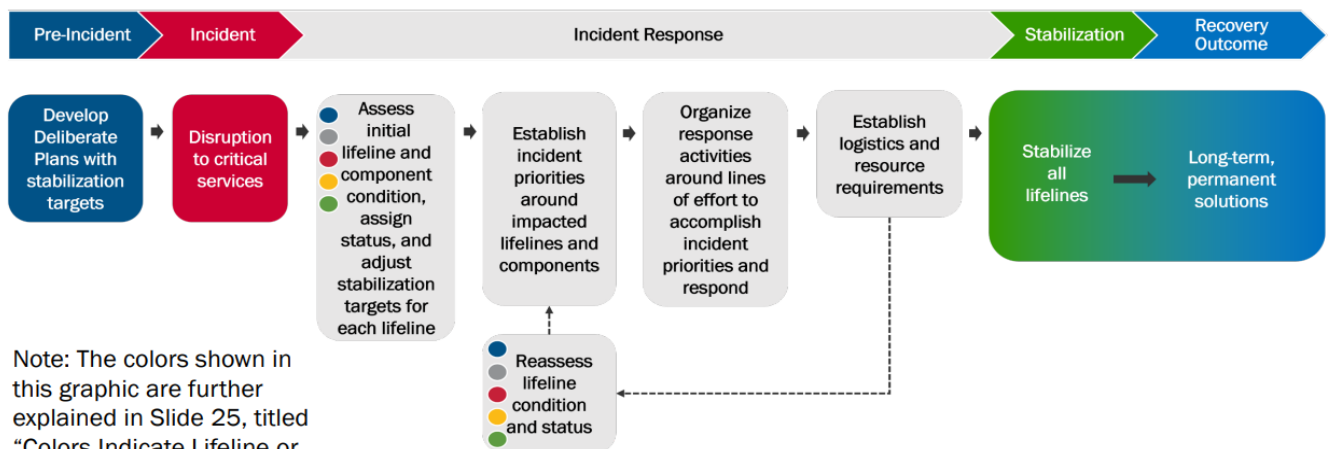 Pre-Incident
Incident
Incident Response
Stabilization
Recovery
Outcome
Develop
Deliberate
Plans with
stabilization
targets
Disruption
to critical
services
Assess
initial
lifeline and
component
condition,
assign
status, and
adjust
stabilization
targets for
each lifeline
Establish
incident
priorities
around
impacted
lifelines and
components
Organize
response
activities
around lines
of effort to
accomplish
incident
priorities and
respond
Establish
logistics and
resource
requirements
Stabilize
all
lifelines
Long-term,
permanent
solutions
Reassess
lifeline
condition
and status
Note: The colors shown in
this graphic are further
explained in Slide 25, titled
“Colors Indicate Lifeline or